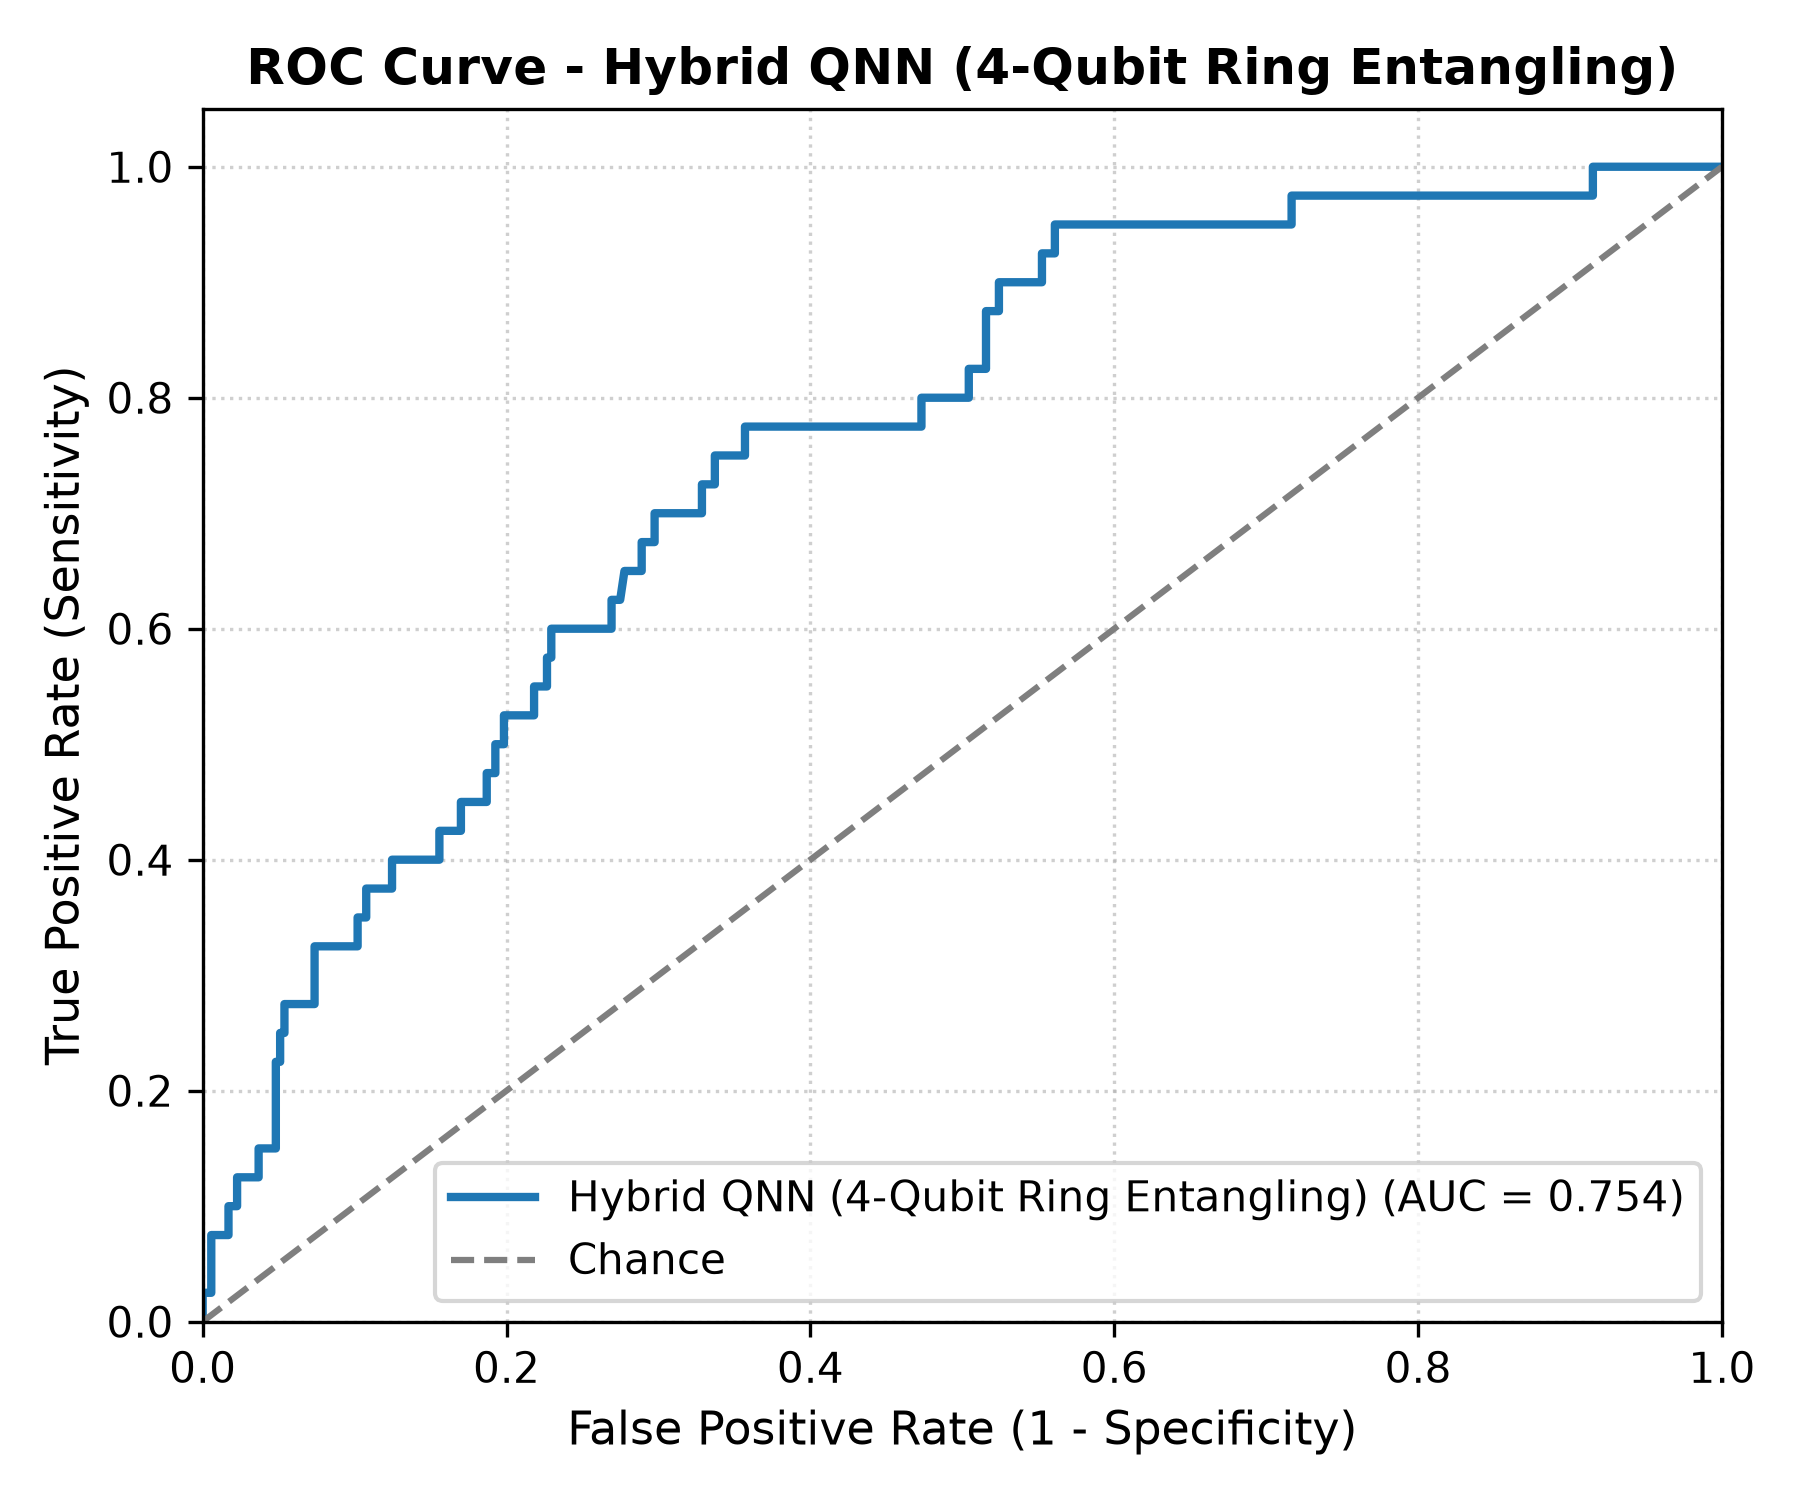 ROC Curve - Hybrid QNN (4-Qubit Ring Entangling)
True Positive Rate (Sensitivity)
1.0
0.8
0.6
0.4
0.2
0.0
Hybrid QNN (4-Qubit Ring Entangling) (AUC = 0.754)
Chance
0.0 0.2 0.4 0.6 0.8 1.0
False Positive Rate (1 - Specificity)